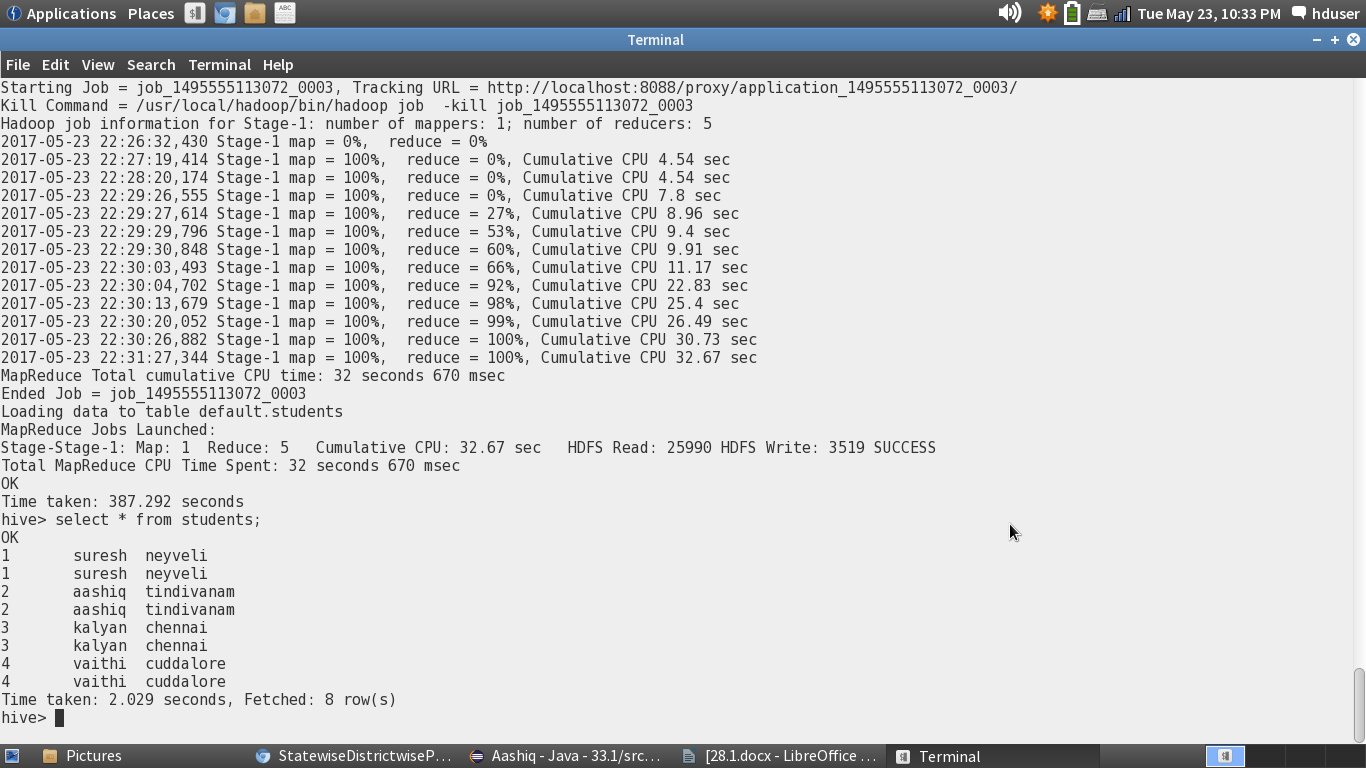 Applications Places ABC Tue May 23, 10:33 PM hduser
Terminal
File Edit View Search Terminal Help
Starting Job = job_1495555113072_0003, Tracking URL = http://localhost:8088/proxy/application_1495555113072_0003/
Kill Command = /usr/local/hadoop/bin/hadoop job  -kill job_1495555113072_0003
Hadoop job information for Stage-1: number of mappers: 1; number of reducers: 5
2017-05-23 22:26:32,430 Stage-1 map = 0%,  reduce = 0%
2017-05-23 22:27:19,414 Stage-1 map = 100%,  reduce = 0%, Cumulative CPU 4.54 sec
2017-05-23 22:28:20,174 Stage-1 map = 100%,  reduce = 0%, Cumulative CPU 4.54 sec
2017-05-23 22:29:26,555 Stage-1 map = 100%,  reduce = 0%, Cumulative CPU 7.8 sec
2017-05-23 22:29:27,614 Stage-1 map = 100%,  reduce = 27%, Cumulative CPU 8.96 sec
2017-05-23 22:29:29,796 Stage-1 map = 100%,  reduce = 53%, Cumulative CPU 9.4 sec
2017-05-23 22:29:30,848 Stage-1 map = 100%,  reduce = 60%, Cumulative CPU 9.91 sec
2017-05-23 22:30:03,493 Stage-1 map = 100%,  reduce = 66%, Cumulative CPU 11.17 sec
2017-05-23 22:30:04,702 Stage-1 map = 100%,  reduce = 92%, Cumulative CPU 22.83 sec
2017-05-23 22:30:13,679 Stage-1 map = 100%,  reduce = 98%, Cumulative CPU 25.4 sec
2017-05-23 22:30:20,052 Stage-1 map = 100%,  reduce = 99%, Cumulative CPU 26.49 sec
2017-05-23 22:30:26,882 Stage-1 map = 100%,  reduce = 100%, Cumulative CPU 30.73 sec
2017-05-23 22:31:27,344 Stage-1 map = 100%,  reduce = 100%, Cumulative CPU 32.67 sec
MapReduce Total cumulative CPU time: 32 seconds 670 msec
Ended Job = job_1495555113072_0003
Loading data to table default.students
MapReduce Jobs Launched:
Stage-Stage-1: Map: 1  Reduce: 5   Cumulative CPU: 32.67 sec   HDFS Read: 25990 HDFS Write: 3519 SUCCESS
Total MapReduce CPU Time Spent: 32 seconds 670 msec
OK
Time taken: 387.292 seconds
hive> select * from students;
OK
1 suresh neyveli
1 suresh neyveli
2 aashiq tindivanam
2 aashiq tindivanam
3 kalyan chennai
3 kalyan chennai
4 vaithi cuddalore
4 vaithi cuddalore
Time taken: 2.029 seconds, Fetched: 8 row(s)
hive>
Pictures StatewiseDistrictwiseP... Aashiq - Java - 33.1/src... [28.1.docx - LibreOffice ... Terminal